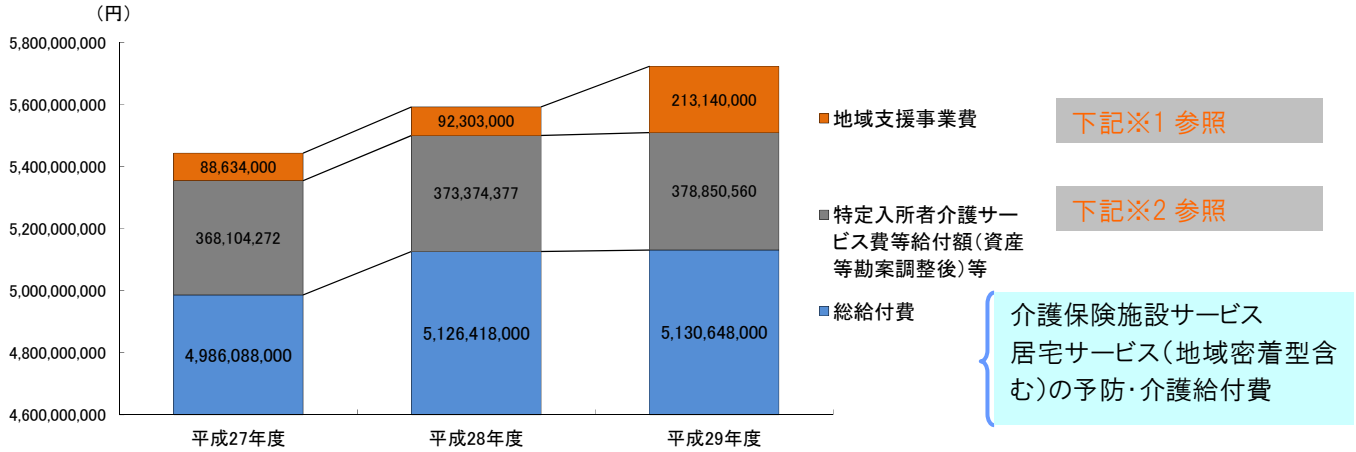 (円)
5,800,000,000
5,600,000,000
5,400,000,000
5,200,000,000
5,000,000,000
4,800,000,000
4,600,000,000
88,634,000
368,104,272
4,986,088,000
92,303,000
373,374,377
5,126,418,000
213,140,000
378,850,560
5,130,648,000
平成27年度
平成28年度
平成29年度
地域支援事業費
下記※1 参照
特定入所者介護サー
ビス費等給付額(資産
等勘案調整後)等
下記※2 参照
総給付費
介護保険施設サービス
居宅サービス(地域密着型含
む)の予防・介護給付費